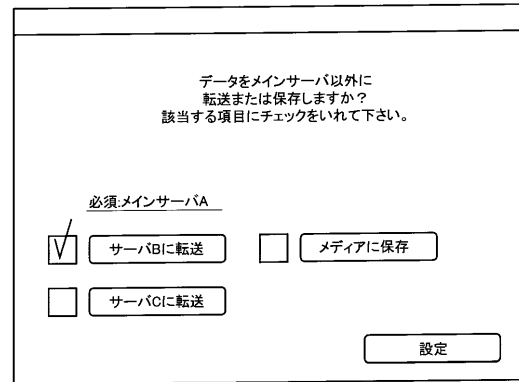 データをメインサーバ以外に
転送または保存しますか？
該当する項目にチェックをいれて下さい。
必須:メインサーバA
サーバBに転送
メディアに保存
サーバCに転送
設定